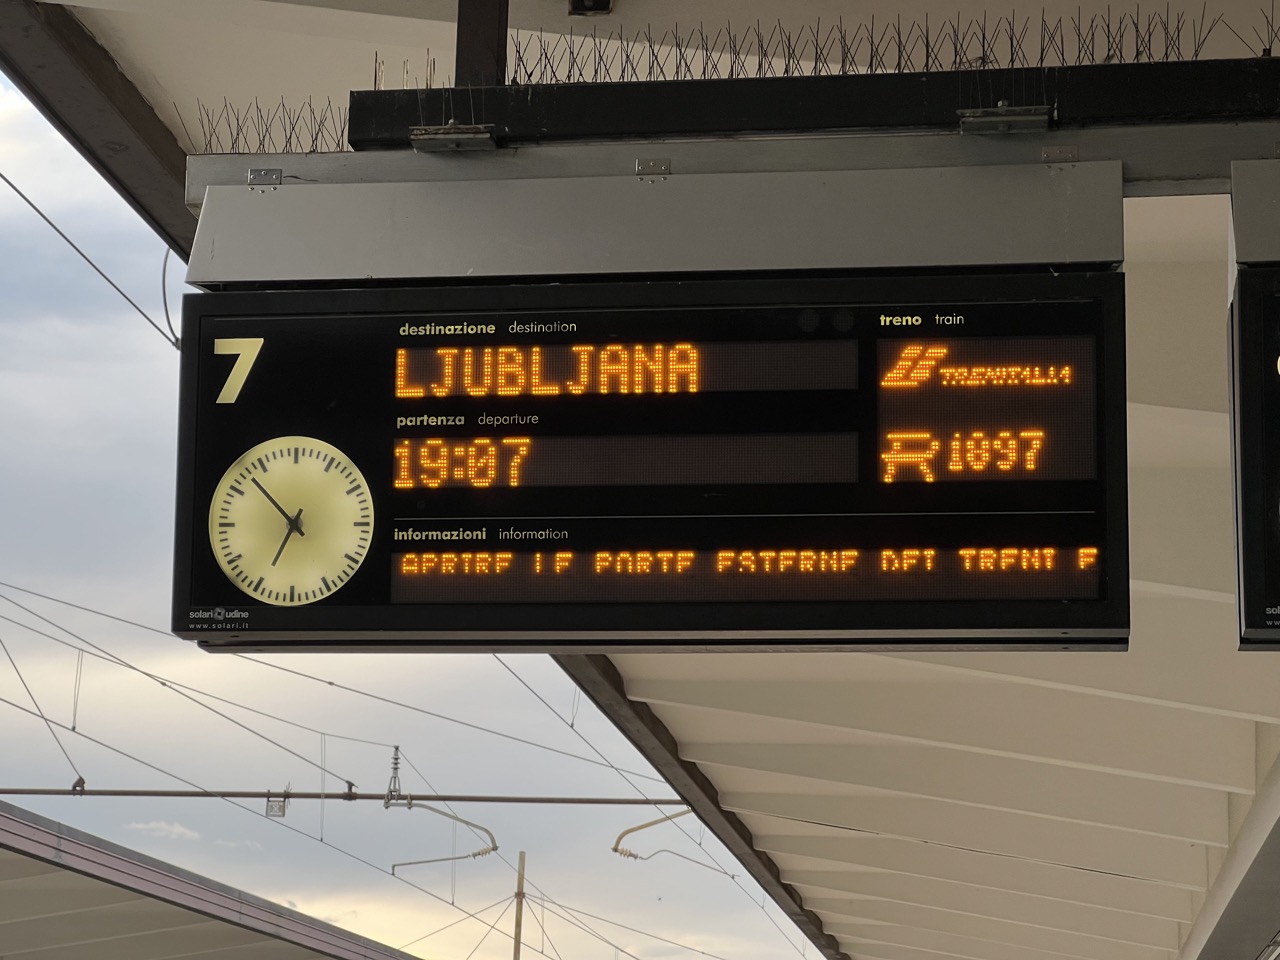 7
destinazione destination
LJUBLJANA
treno train
TRENITALIA
partenza departure
19:07
R 1897
informazioni information
APRIRE LE PORTE ESTERNE DEI TRENI E
solari udine
www.solari.it